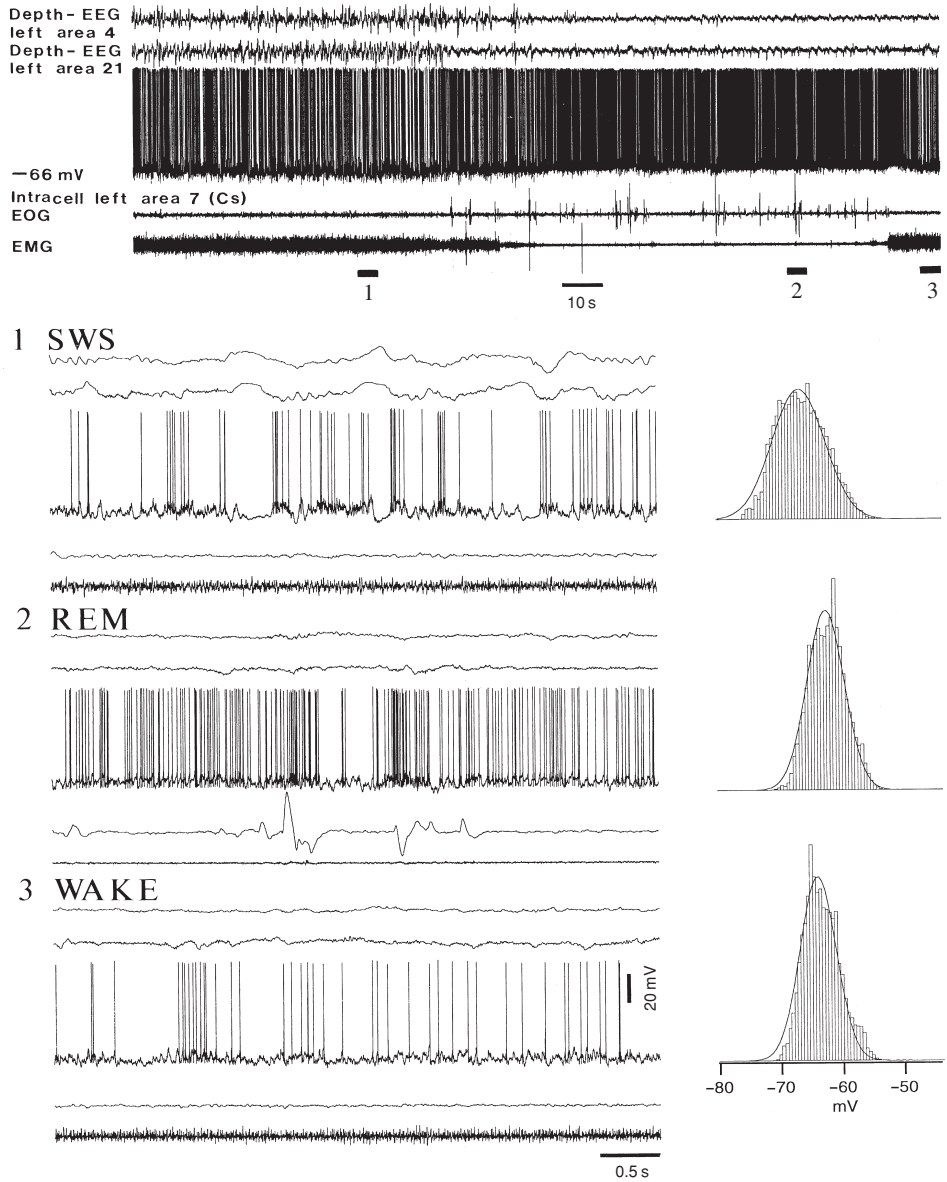 Depth-EEG
left area 4
Depth-EEG
left area 21
−66 mV
Intracell left area 7 (Cs)
EOG
EMG
1
10 s
2
3
1 SWS
2 REM
3 WAKE
20 mV
−80 −70 −60 −50
mV
0.5 s